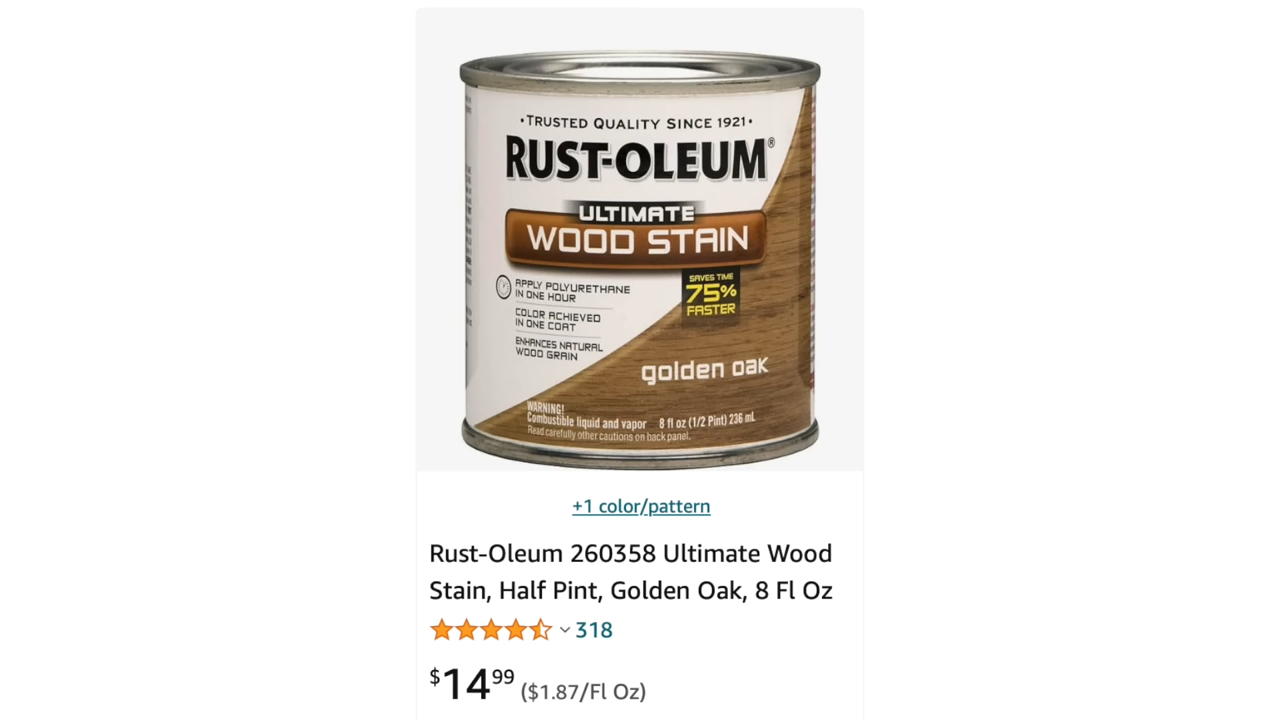 • TRUSTED QUALITY SINCE 1921 •
RUST-OLEUM®
ULTIMATE
WOOD STAIN
APPLY POLYURETHANE
IN ONE HOUR
COLOR ACHIEVED
IN ONE COAT
ENHANCES NATURAL
WOOD GRAIN
SAVES TIME
75%
FASTER
golden oak
WARNING!
Combustible liquid and vapor 8 fl oz (1/2 Pint) 236 mL
Read carefully other cautions on back panel.
+1 color/pattern
Rust-Oleum 260358 Ultimate Wood
Stain, Half Pint, Golden Oak, 8 Fl Oz
318
$14.99 ($1.87/Fl Oz)